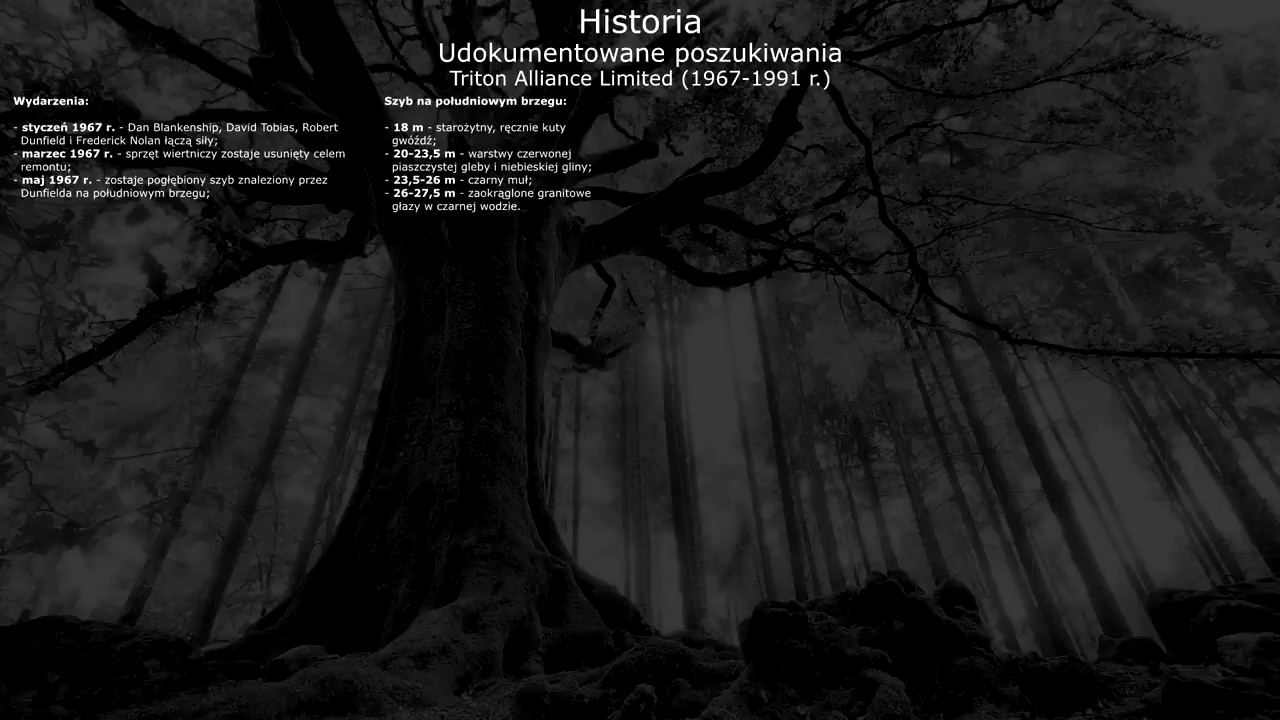 Historia
Udokumentowane poszukiwania
Triton Alliance Limited (1967-1991 r.)
Wydarzenia:
- styczeń 1967 r. - Dan Blankenship, David Tobias, Robert
Dunfield i Frederick Nolan łączą siły;
- marzec 1967 r. - sprzęt wiertniczy zostaje usunięty celem
remontu;
- maj 1967 r. - zostaje pogłębiony szyb znaleziony przez
Dunfielda na południowym brzegu;
Szyb na południowym brzegu:
- 18 m - starożytny, ręcznie kuty
gwóźdź;
- 20-23,5 m - warstwy czerwonej
piaszczystej gleby i niebieskiej gliny;
- 23,5-26 m - czarny muł;
- 26-27,5 m - zaokrąglone granitowe
głazy w czarnej wodzie.